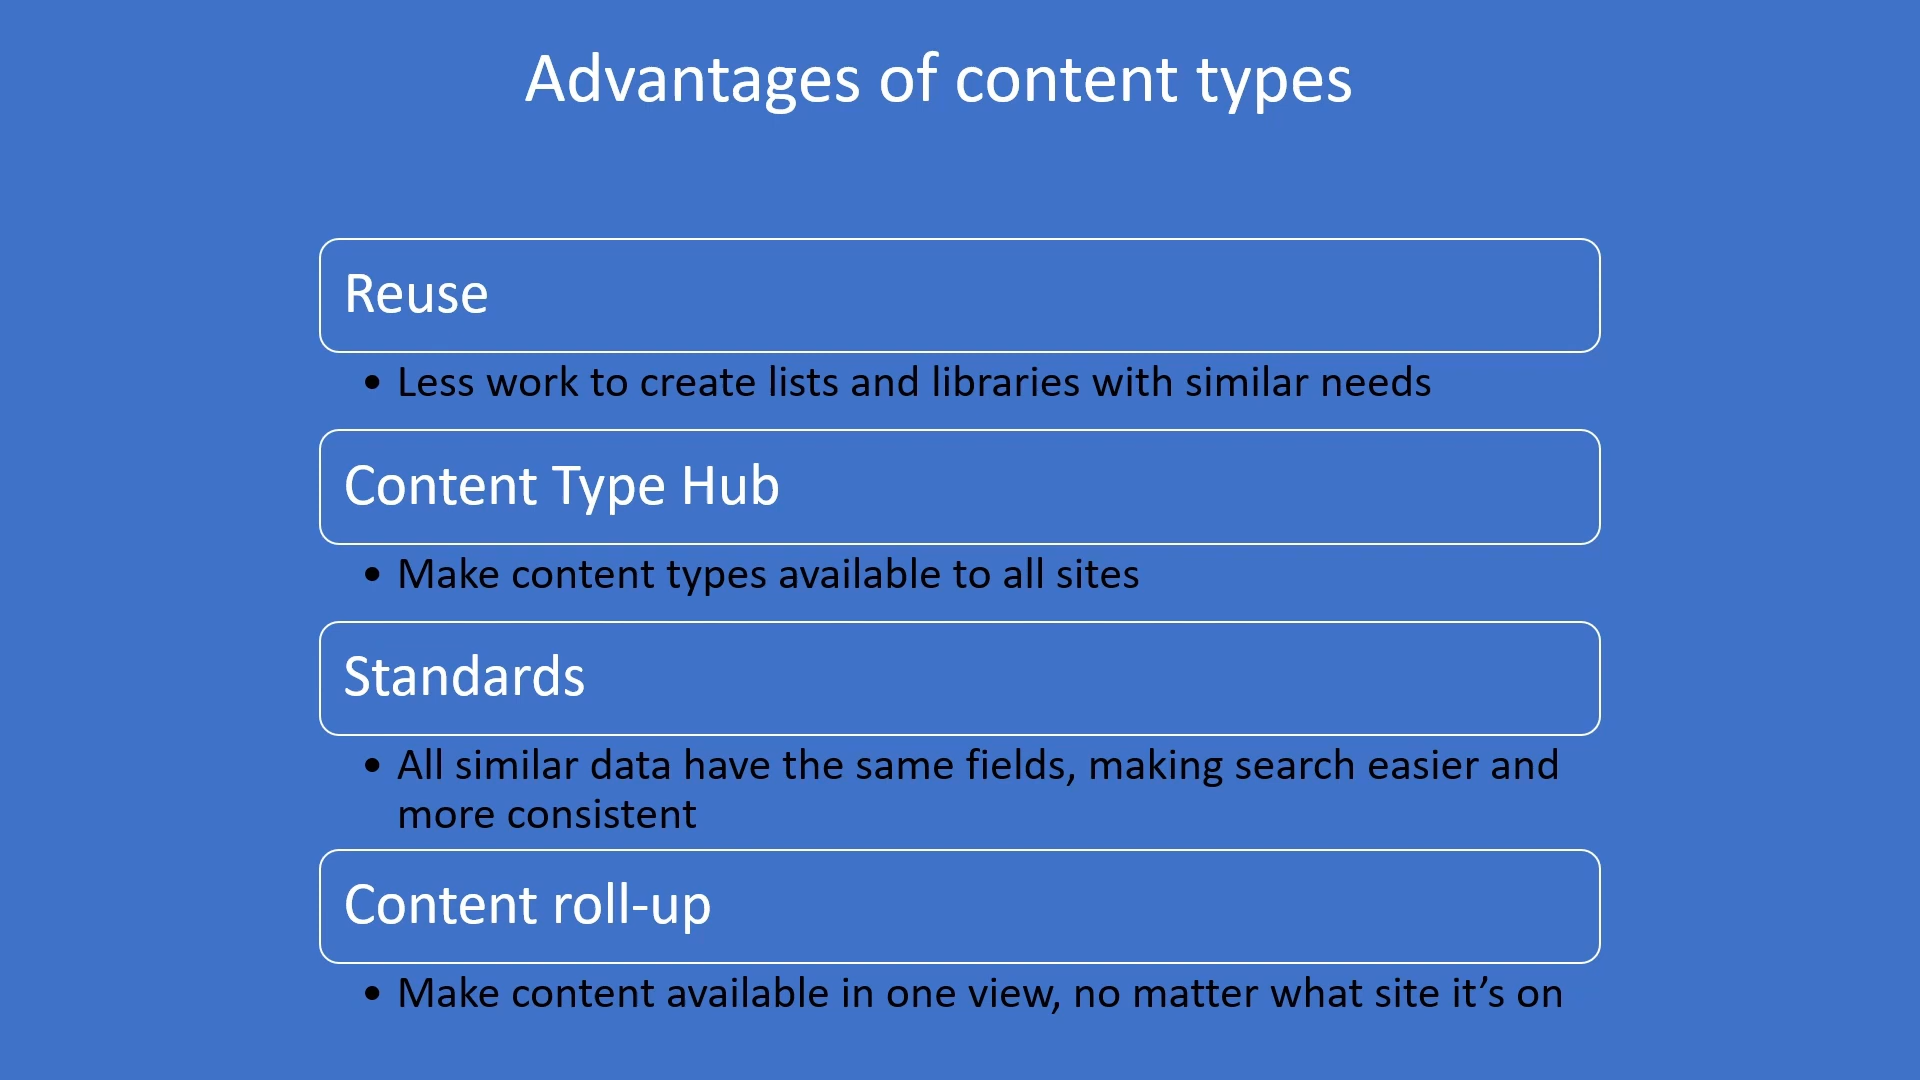 Advantages of content types
Reuse
• Less work to create lists and libraries with similar needs
Content Type Hub
• Make content types available to all sites
Standards
• All similar data have the same fields, making search easier and
more consistent
Content roll-up
• Make content available in one view, no matter what site it’s on